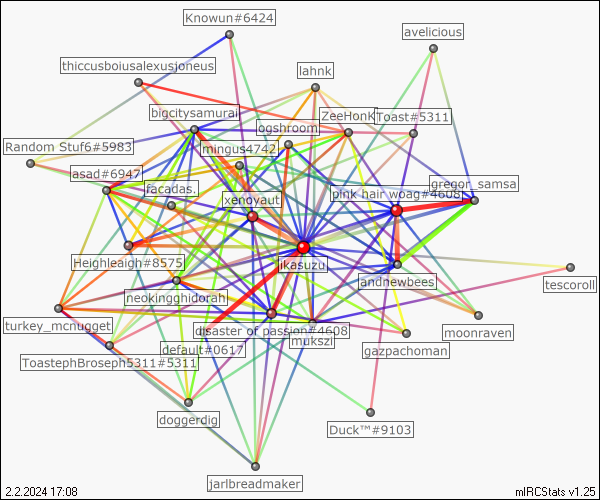 Knowun#6424
avelicious
thiccusboiusalexusjoneus
lahnk
bigcitysamurai
ZeeHonK
Toast#5311
ogshroom
Random Stuf6#5983
mingus4742
asad#6947
facadas.
pink hair woag#4608
gregor_samsa
xenoyaut
jikasuzu
Heighleaigh#8575
andnewbees
tescoroll
neokingghidorah
turkey_mcnugget
disaster of passion#4608
moonraven
mukszi
default#0617
gazpachoman
ToastephBroseph5311#5311
doggerdig
Duck™#9103
jarlbreadmaker
2.2.2024 17:08
mIRCStats v1.25